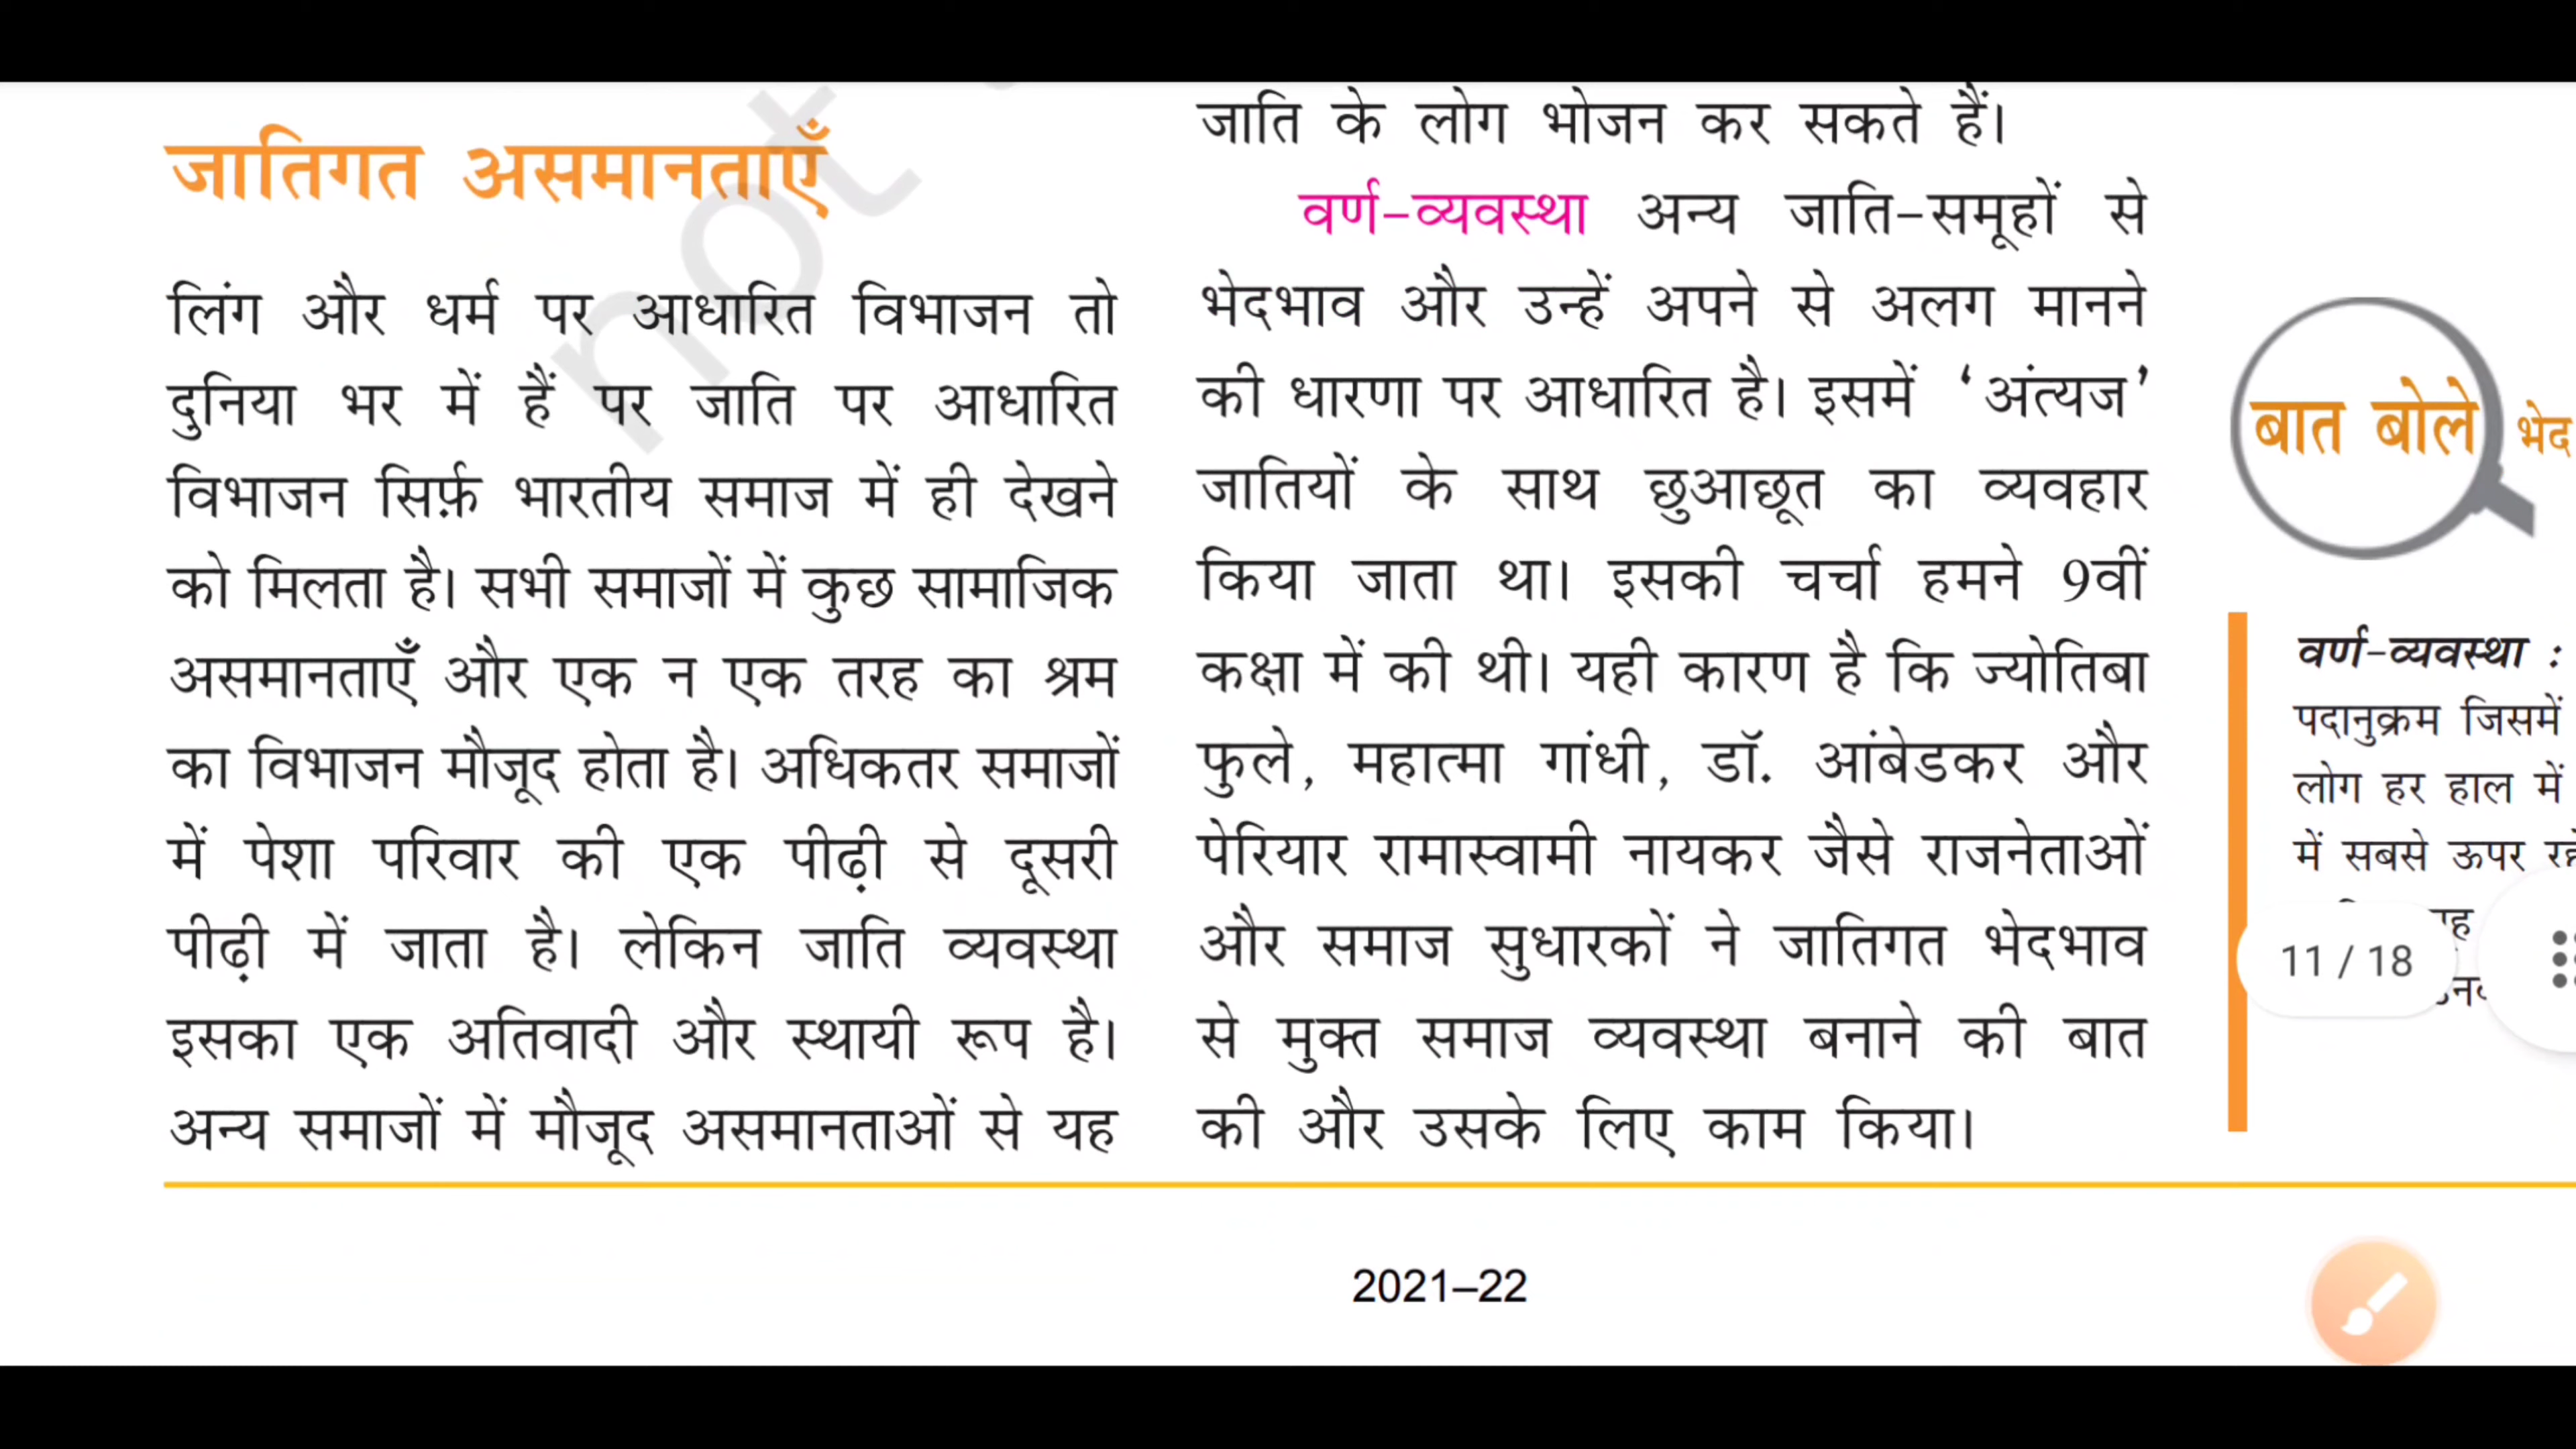 जातिगत असमानताएँ
लिंग और धर्म पर आधारित विभाजन तो
दुनिया भर में हैं पर जाति पर आधारित
विभाजन सिर्फ़ भारतीय समाज में ही देखने
को मिलता है। सभी समाजों में कुछ सामाजिक
असमानताएँ और एक न एक तरह का श्रम
का विभाजन मौजूद होता है। अधिकतर समाजों
में पेशा परिवार की एक पीढ़ी से दूसरी
पीढ़ी में जाता है। लेकिन जाति व्यवस्था
इसका एक अतिवादी और स्थायी रूप है।
अन्य समाजों में मौजूद असमानताओं से यह
जाति के लोग भोजन कर सकते हैं।
वर्ण-व्यवस्था अन्य जाति-समूहों से
भेदभाव और उन्हें अपने से अलग मानने
की धारणा पर आधारित है। इसमें ‘अंत्यज’
जातियों के साथ छुआछूत का व्यवहार
किया जाता था। इसकी चर्चा हमने 9वीं
कक्षा में की थी। यही कारण है कि ज्योतिबा
फुले, महात्मा गांधी, डॉ. आंबेडकर और
पेरियार रामास्वामी नायकर जैसे राजनेताओं
और समाज सुधारकों ने जातिगत भेदभाव
से मुक्त समाज व्यवस्था बनाने की बात
की और उसके लिए काम किया।
बात बोले भेद
वर्ण-व्यवस्था :
पदानुक्रम जिसमें
लोग हर हाल में
में सबसे ऊपर
11 / 18
2021–22
not